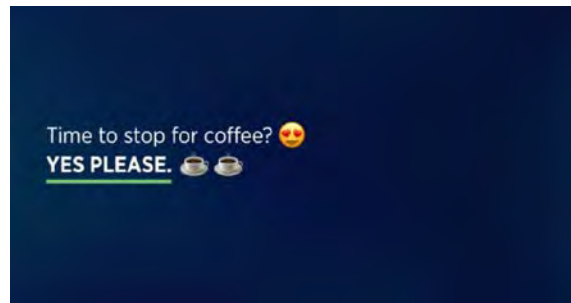 Time to stop for coffee? 😍
YES PLEASE. ☕ ☕